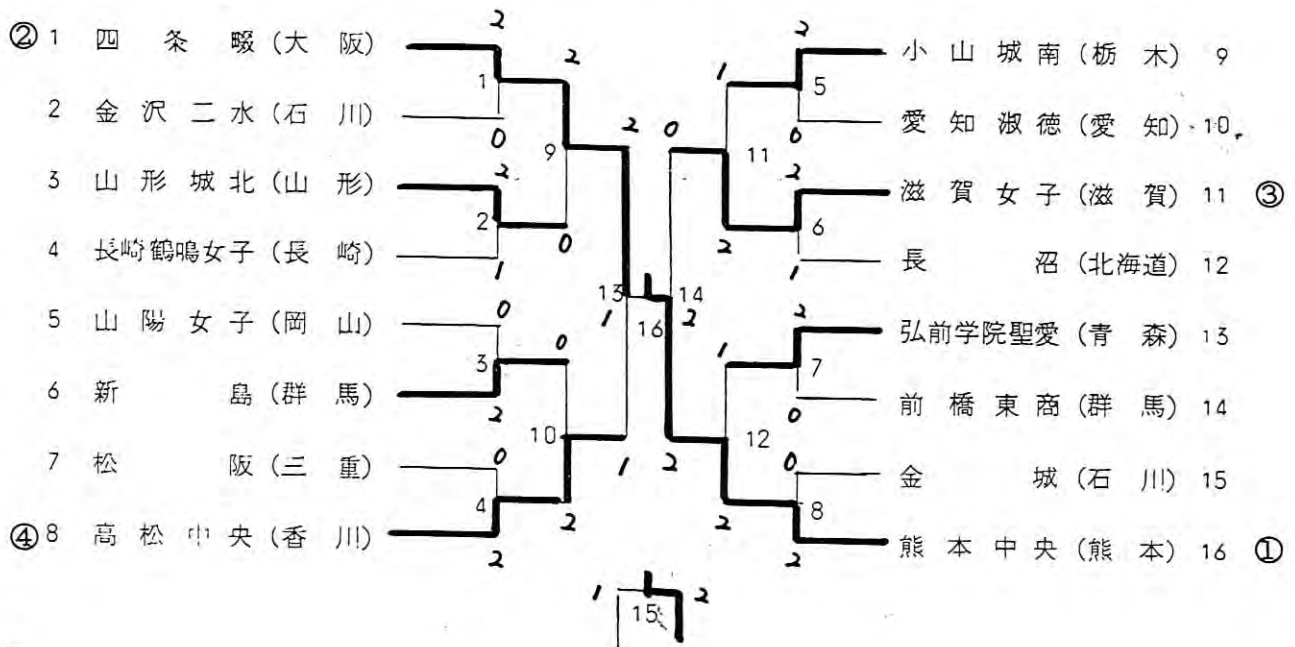 ② 1 四条畷(大阪)
2 金沢二水(石川)
3 山形城北(山形)
4 長崎鶴鳴女子(長崎)
5 山陽女子(岡山)
6 新島(群馬)
7 松阪(三重)
④ 8 高松中央(香川)
2
1
0
2
2
1
0
3
2
0
4
2
2
9
0
0
10
2
2
13
1
1
16
0
14
2
2
1
11
2
1
12
2
2
5
0
2
6
1
2
7
0
0
8
2
小山城南(栃木) 9
愛知淑徳(愛知) 10
滋賀女子(滋賀) 11 ③
長沼(北海道) 12
弘前学院聖愛(青森) 13
前橋東商(群馬) 14
金城(石川) 15
熊本中央(熊本) 16 ①
1 15 2